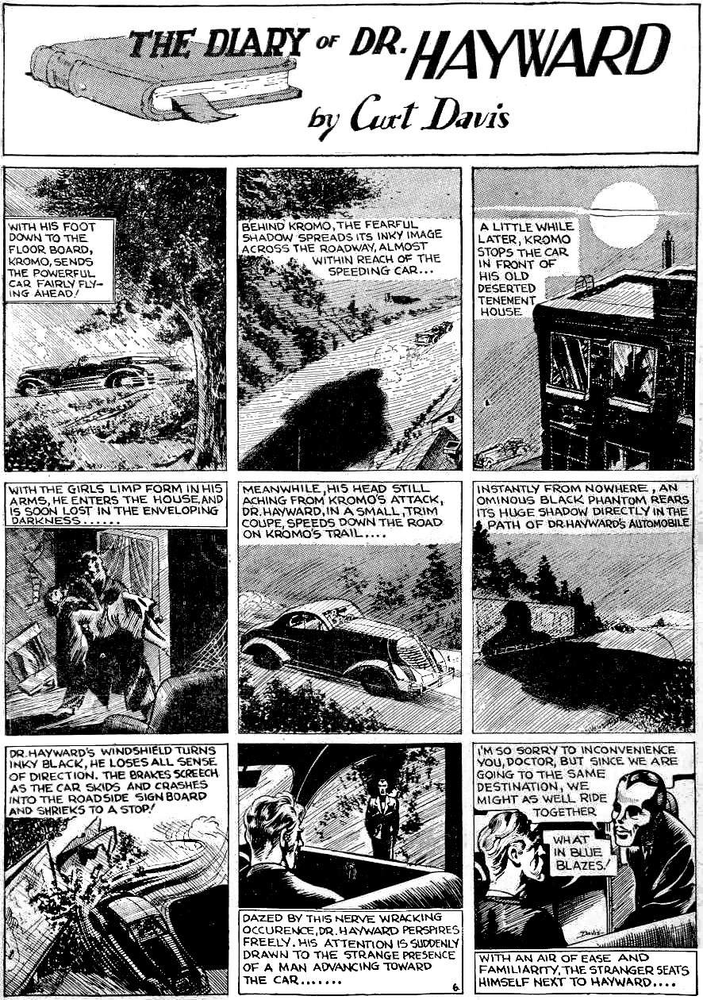 THE DIARY OF DR. HAYWARD
by Curt Davis
WITH HIS FOOT
DOWN TO THE
FLOOR BOARD,
KROMO, SENDS
THE POWERFUL
CAR FAIRLY FLY-
ING AHEAD!
BEHIND KROMO, THE FEARFUL
SHADOW SPREADS ITS INKY IMAGE
ACROSS THE ROADWAY, ALMOST
WITHIN REACH OF THE
SPEEDING CAR...
A LITTLE WHILE
LATER, KROMO
STOPS THE CAR
IN FRONT OF
HIS OLD
DESERTED
TENEMENT
HOUSE
WITH THE GIRLS LIMP FORM IN HIS
ARMS, HE ENTERS THE HOUSE, AND
IS SOON LOST IN THE ENVELOPING
DARKNESS......
MEANWHILE, HIS HEAD STILL
ACHING FROM KROMO'S ATTACK,
DR. HAYWARD, IN A SMALL, TRIM
COUPE, SPEEDS DOWN THE ROAD
ON KROMO'S TRAIL....
INSTANTLY FROM NOWHERE, AN
OMINOUS BLACK PHANTOM REARS
ITS HUGE SHADOW DIRECTLY IN THE
PATH OF DR. HAYWARD'S AUTOMOBILE
DR. HAYWARD'S WINDSHIELD TURNS
INKY BLACK, HE LOSES ALL SENSE
OF DIRECTION. THE BRAKES SCREECH
AS THE CAR SKIDS AND CRASHES
INTO THE ROADSIDE SIGN BOARD
AND SHRIEKS TO A STOP!
DAZED BY THIS NERVE WRACKING
OCCURENCE, DR. HAYWARD PERSPIRES
FREELY. HIS ATTENTION IS SUDDENLY
DRAWN TO THE STRANGE PRESENCE
OF A MAN ADVANCING TOWARD
THE CAR.......
6
I'M SO SORRY TO INCONVENIENCE
YOU, DOCTOR, BUT SINCE WE ARE
GOING TO THE SAME
DESTINATION, WE
MIGHT AS WELL RIDE
TOGETHER
WHAT
IN BLUE
BLAZES!
DAVIS-
WITH AN AIR OF EASE AND
FAMILIARITY, THE STRANGER SEATS
HIMSELF NEXT TO HAYWARD....